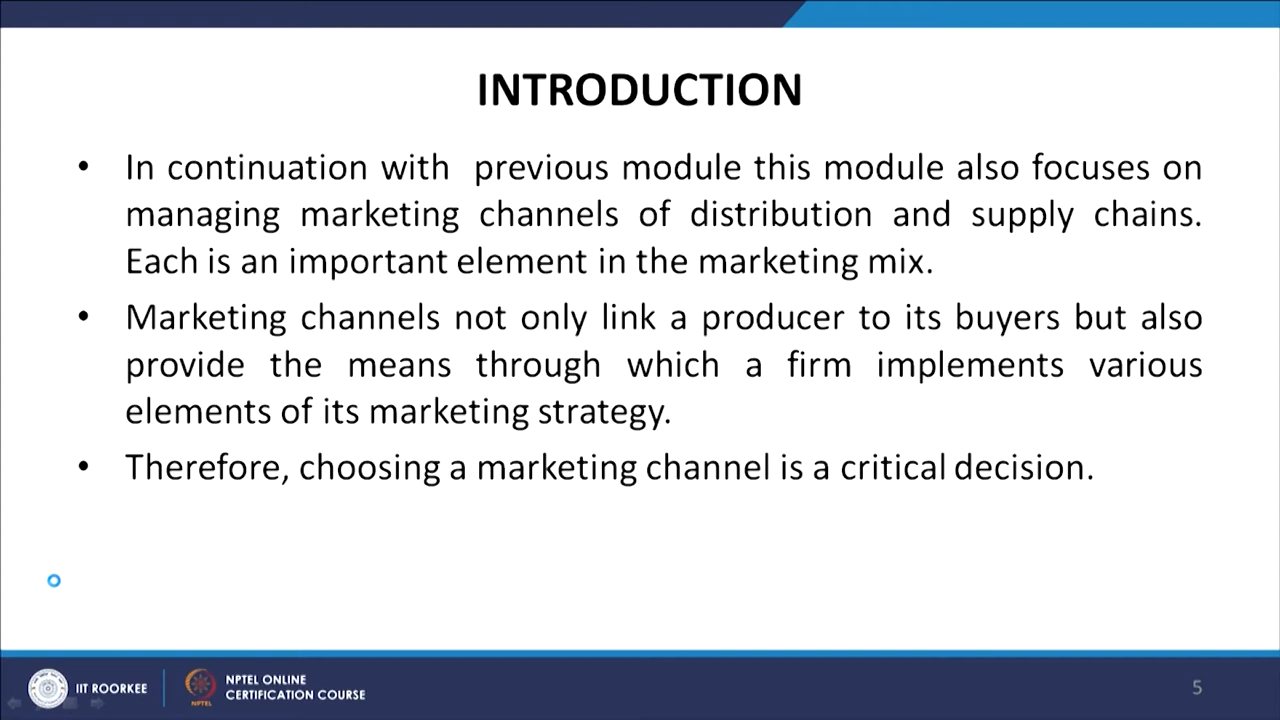 INTRODUCTION
• In continuation with previous module this module also focuses on
managing marketing channels of distribution and supply chains.
Each is an important element in the marketing mix.
• Marketing channels not only link a producer to its buyers but also
provide the means through which a firm implements various
elements of its marketing strategy.
• Therefore, choosing a marketing channel is a critical decision.
IIT ROORKEE
NPTEL
NPTEL ONLINE
CERTIFICATION COURSE
5